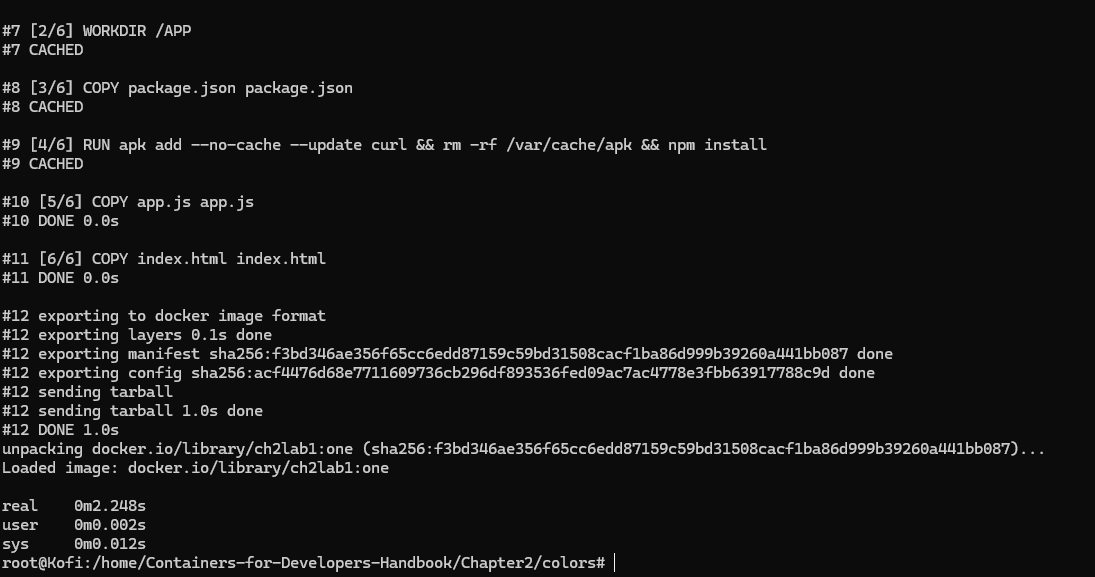 #7 [2/6] WORKDIR /APP
#7 CACHED
#8 [3/6] COPY package.json package.json
#8 CACHED
#9 [4/6] RUN apk add --no-cache --update curl && rm -rf /var/cache/apk && npm install
#9 CACHED
#10 [5/6] COPY app.js app.js
#10 DONE 0.0s
#11 [6/6] COPY index.html index.html
#11 DONE 0.0s
#12 exporting to docker image format
#12 exporting layers 0.1s done
#12 exporting manifest sha256:f3bd346ae356f65cc6edd87159c59bd31508cacf1ba86d999b39260a441bb087 done
#12 exporting config sha256:acf4476d68e7711609736cb296df893536fed09ac7ac4778e3fbb63917788c9d done
#12 sending tarball
#12 sending tarball 1.0s done
#12 DONE 1.0s
unpacking docker.io/library/ch2lab1:one (sha256:f3bd346ae356f65cc6edd87159c59bd31508cacf1ba86d999b39260a441bb087)...
Loaded image: docker.io/library/ch2lab1:one
real    0m2.248s
user    0m0.002s
sys     0m0.012s
root@Kofi:/home/Containers-for-Developers-Handbook/Chapter2/colors#